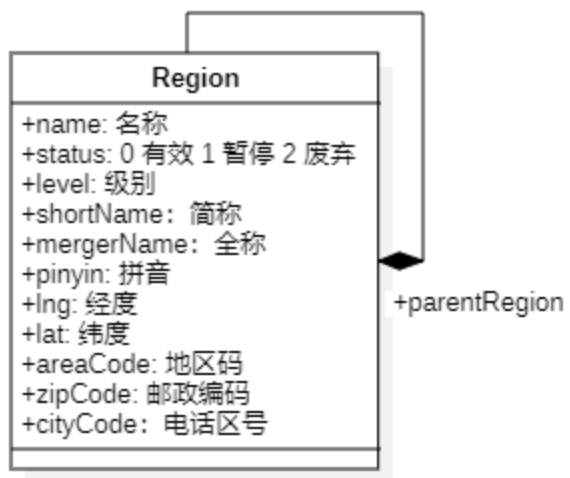 Region
+name: 名称
+status: 0 有效 1 暂停 2 废弃
+level: 级别
+shortName：简称
+mergerName：全称
+pinyin: 拼音
+lng: 经度
+lat: 纬度
+areaCode: 地区码
+zipCode: 邮政编码
+cityCode：电话区号
+parentRegion